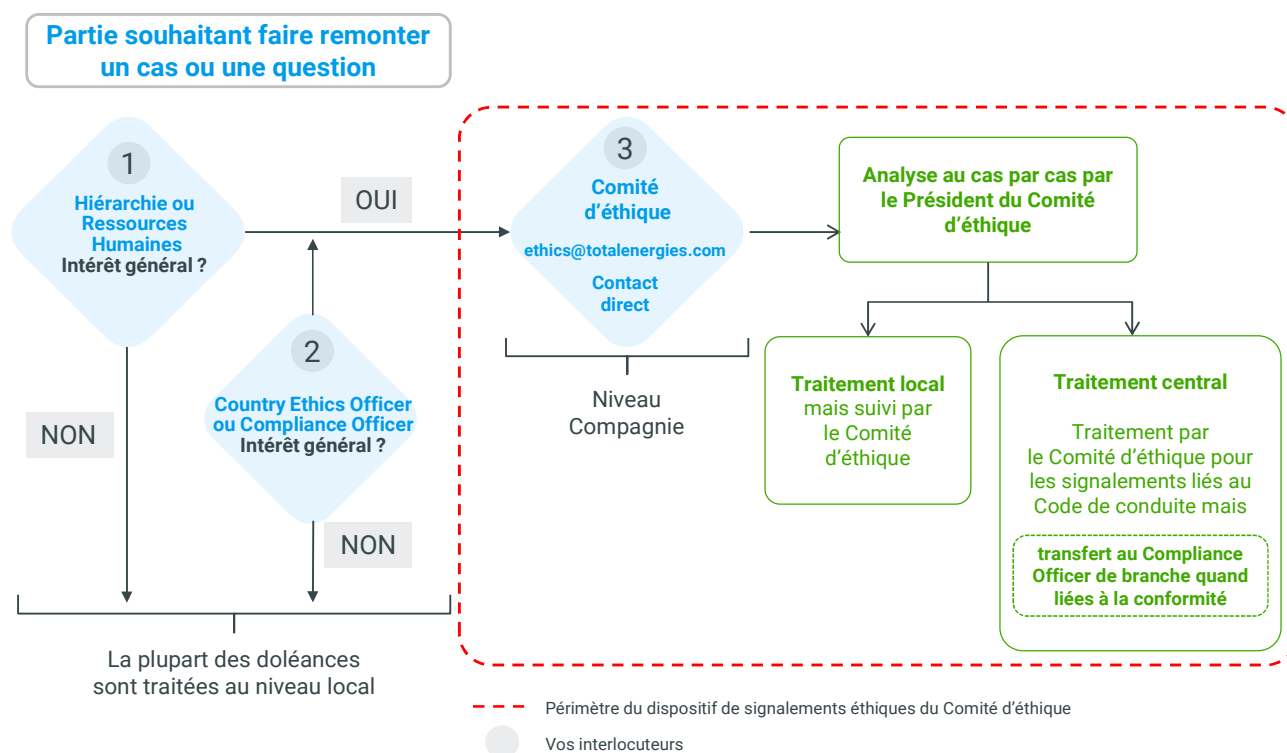 Partie souhaitant faire remonter
un cas ou une question
1
Hiérarchie ou
Ressources
Humaines
Intérêt général ?
OUI
NON
2
Country Ethics Officer
ou Compliance Officer
Intérêt général ?
NON
La plupart des doléances
sont traitées au niveau local
3
Comité
d’éthique
ethics@totalenergies.com
Contact
direct
Niveau
Compagnie
Analyse au cas par cas par
le Président du Comité
d’éthique
Traitement local
mais suivi par
le Comité
d’éthique
Traitement central
Traitement par
le Comité d’éthique pour
les signalements liés au
Code de conduite mais
transfert au Compliance
Officer de branche quand
liées à la conformité
Périmètre du dispositif de signalements éthiques du Comité d’éthique
Vos interlocuteurs